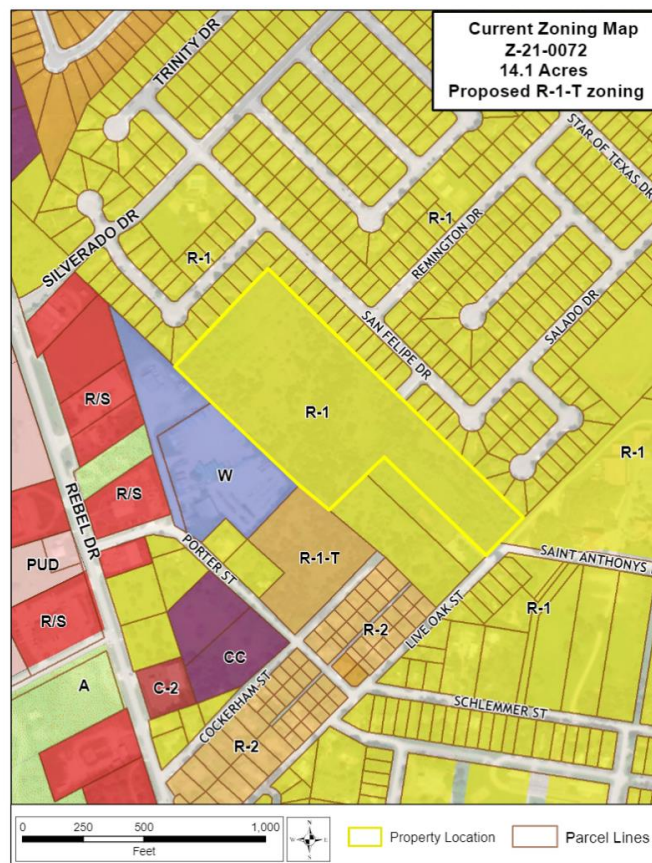 Current Zoning Map
Z-21-0072
14.1 Acres
Proposed R-1-T zoning
TRINITY DR
STAR OF TEXAS DR
R-1
REMINGTON DR
SILVERADO DR
R-1
SAN FELIPE DR
SALADO DR
R/S
R-1
R-1
W
R/S
REBEL DR
PORTER ST
R-1-T
SAINT ANTHONYS
PUD
R-1
R/S
R-2
LIVE OAK ST
CC
A
C-2
COCKERHAM ST
SCHLEMMER ST
R-2
0 250 500 1,000
Feet
N
W E
S
Property Location
Parcel Lines